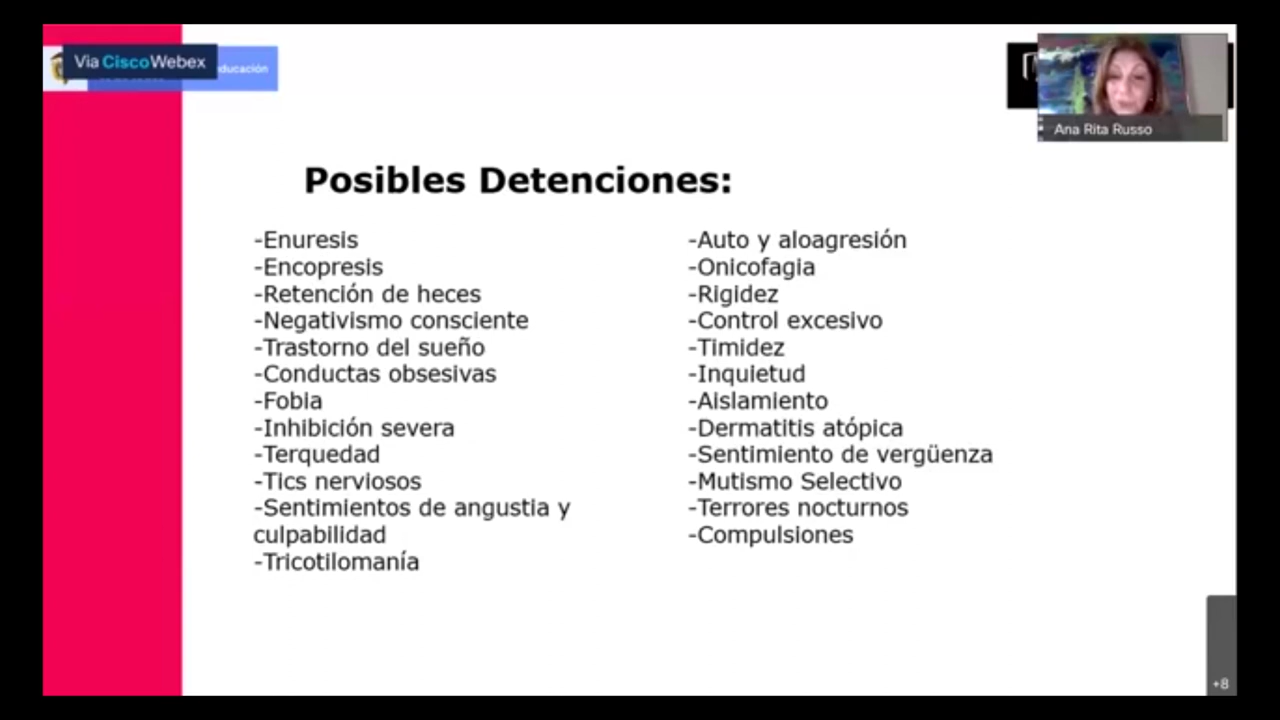 Via CiscoWebex
educación
Ana Rita Russo
Posibles Detenciones:
-Enuresis
-Encopresis
-Retención de heces
-Negativismo consciente
-Trastorno del sueño
-Conductas obsesivas
-Fobia
-Inhibición severa
-Terquedad
-Tics nerviosos
-Sentimientos de angustia y
culpabilidad
-Tricotilomanía
-Auto y aloagresión
-Onicofagia
-Rigidez
-Control excesivo
-Timidez
-Inquietud
-Aislamiento
-Dermatitis atópica
-Sentimiento de vergüenza
-Mutismo Selectivo
-Terrores nocturnos
-Compulsiones
+8